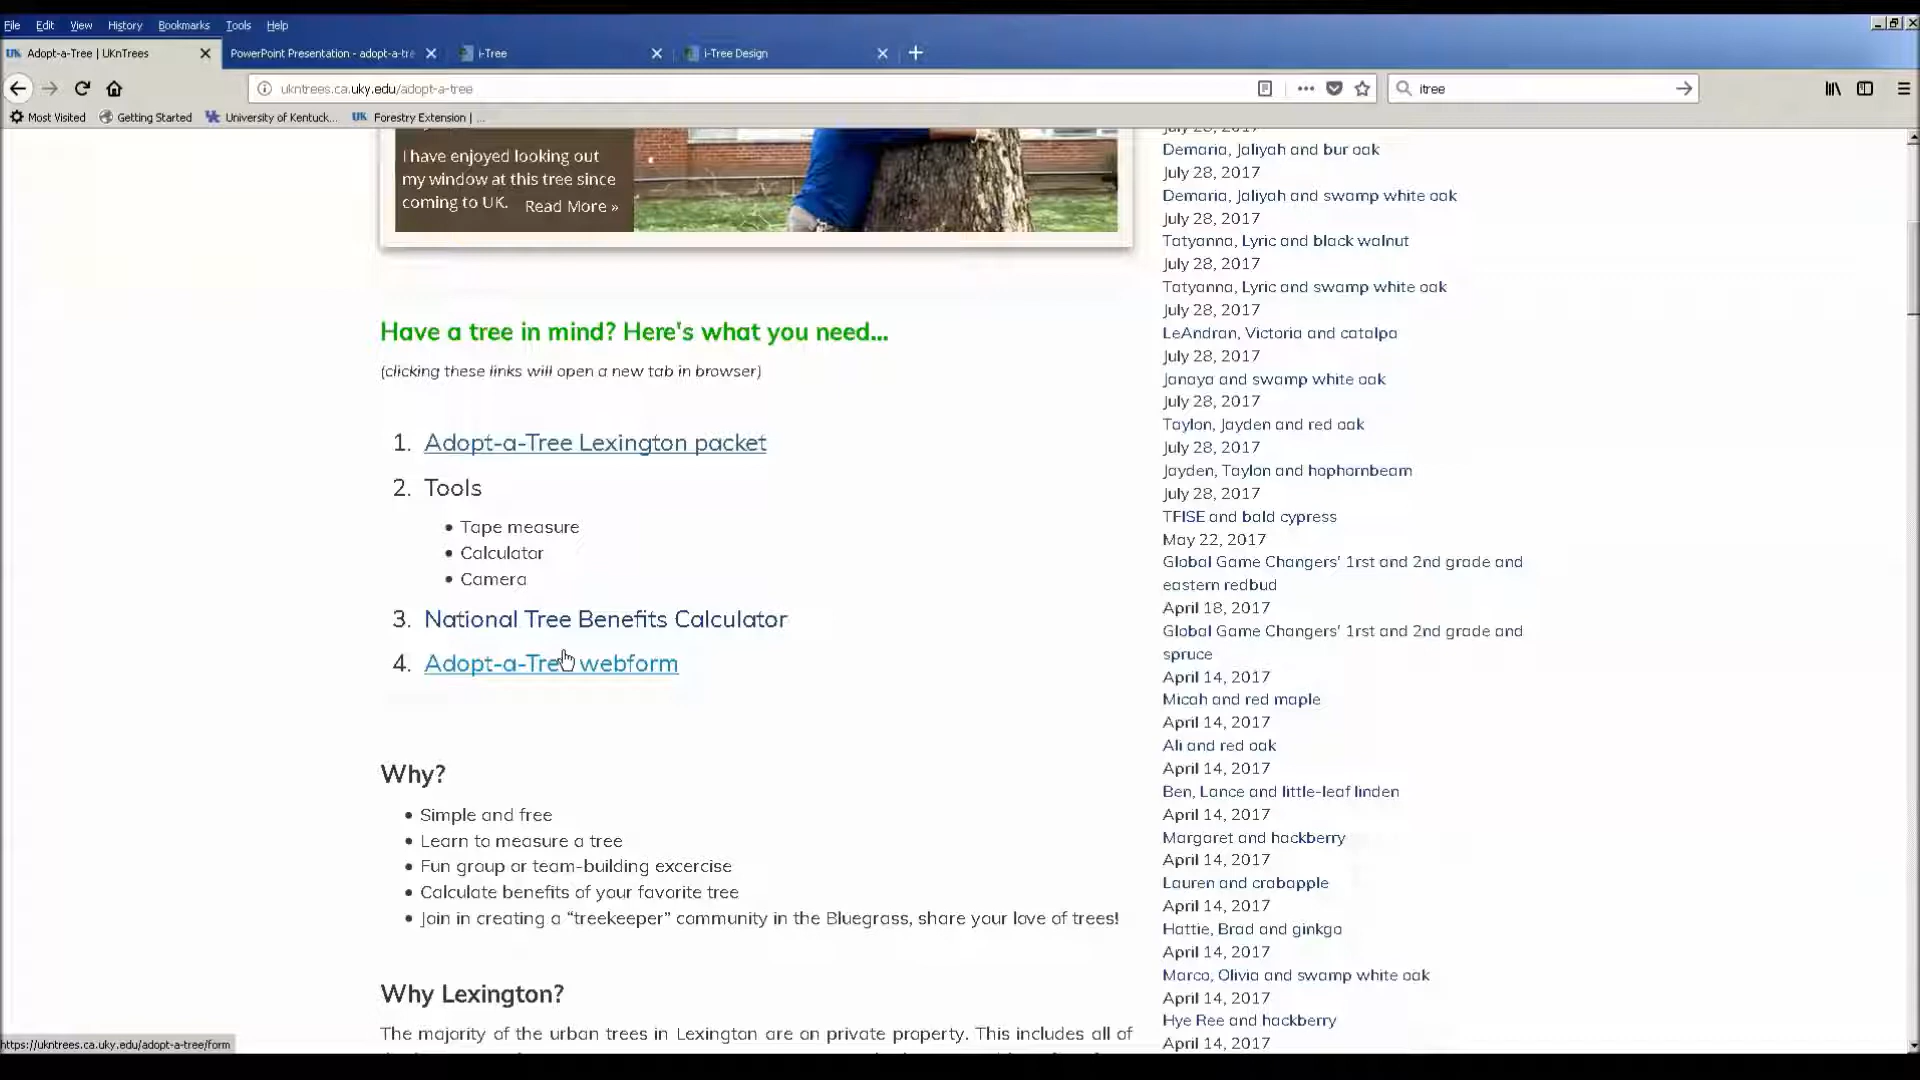 File Edit View History Bookmarks Tools Help
UK Adopt-a-Tree | UKnTrees PowerPoint Presentation - adopt-a-tre i-Tree i-Tree Design
ukntrees.ca.uky.edu/adopt-a-tree itree
Most Visited Getting Started University of Kentuck... UK Forestry Extension | ...
I have enjoyed looking out
my window at this tree since
coming to UK. Read More »
Have a tree in mind? Here's what you need...
(clicking these links will open a new tab in browser)
1. Adopt-a-Tree Lexington packet
2. Tools
• Tape measure
• Calculator
• Camera
3. National Tree Benefits Calculator
4. Adopt-a-Tree webform
Why?
• Simple and free
• Learn to measure a tree
• Fun group or team-building excercise
• Calculate benefits of your favorite tree
• Join in creating a “treekeeper” community in the Bluegrass, share your love of trees!
Why Lexington?
The majority of the urban trees in Lexington are on private property. This includes all of
July 28, 2017
Demaria, Jaliyah and bur oak
July 28, 2017
Demaria, Jaliyah and swamp white oak
July 28, 2017
Tatyanna, Lyric and black walnut
July 28, 2017
Tatyanna, Lyric and swamp white oak
July 28, 2017
LeAndran, Victoria and catalpa
July 28, 2017
Janaya and swamp white oak
July 28, 2017
Taylon, Jayden and red oak
July 28, 2017
Jayden, Taylon and hophornbeam
July 28, 2017
TFISE and bald cypress
May 22, 2017
Global Game Changers' 1rst and 2nd grade and
eastern redbud
April 18, 2017
Global Game Changers' 1rst and 2nd grade and
spruce
April 14, 2017
Micah and red maple
April 14, 2017
Ali and red oak
April 14, 2017
Ben, Lance and little-leaf linden
April 14, 2017
Margaret and hackberry
April 14, 2017
Lauren and crabapple
April 14, 2017
Hattie, Brad and ginkgo
April 14, 2017
Marco, Olivia and swamp white oak
April 14, 2017
Hye Ree and hackberry
April 14, 2017
https://ukntrees.ca.uky.edu/adopt-a-tree/form